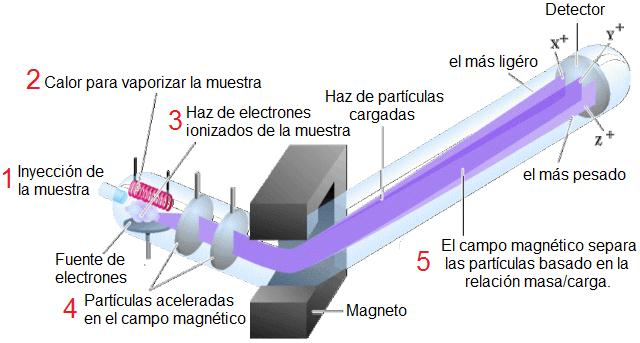 Detector
X+
Y+
el más ligéro
2 Calor para vaporizar la muestra
Haz de partículas
cargadas
3 Haz de electrones
ionizados de la muestra
Z+
el más pesado
1 Inyección de
la muestra
Fuente de
electrones
5 El campo magnético separa
las partículas basado en la
relación masa/carga.
4 Partículas aceleradas
en el campo magnético
Magneto